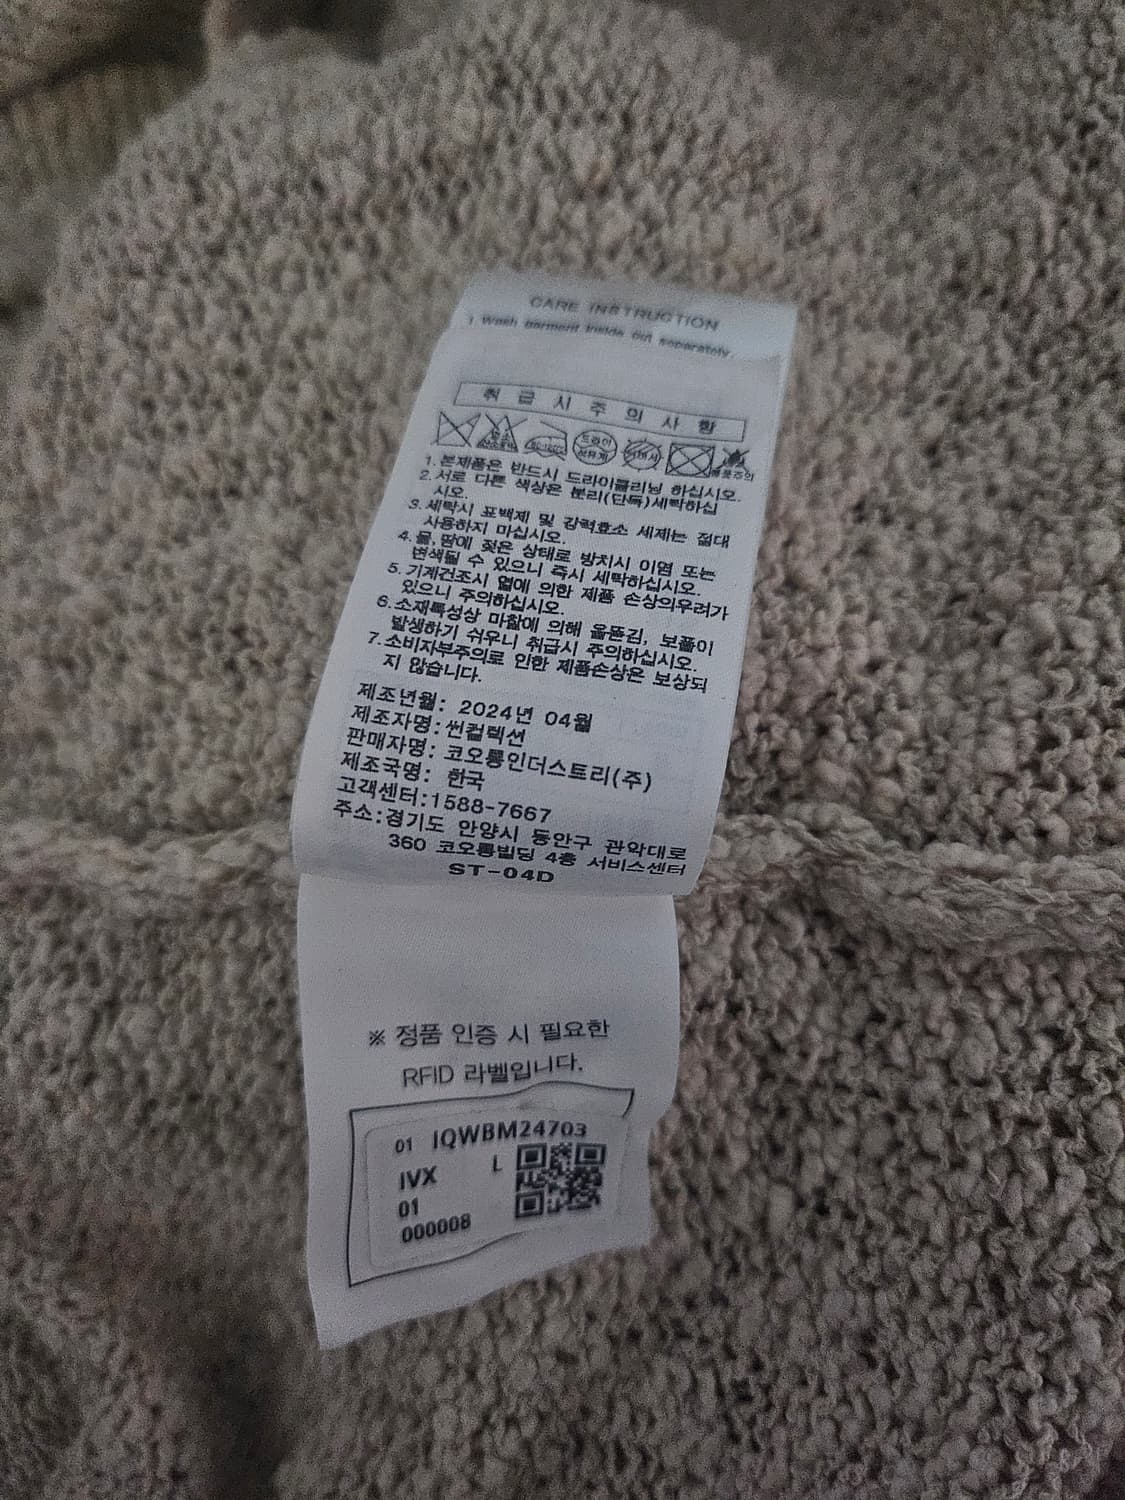 CARE INSTRUCTION
1. Wash garment inside out separately.
취 급 시 주 의 사 항
드라이
석유계
1. 본제품은 반드시 드라이클리닝 하십시오.
2. 서로 다른 색상은 분리(단독)세탁하십
시오.
3. 세탁시 표백제 및 강력효소 세제는 절대
사용하지 마십시오.
4. 물, 땀에 젖은 상태로 방치시 이염 또는
변색될 수 있으니 즉시 세탁하십시오.
5. 기계건조시 열에 의한 제품 손상의우려가
있으니 주의하십시오.
6. 소재특성상 마찰에 의해 올뜯김, 보풀이
발생하기 쉬우니 취급시 주의하십시오.
7. 소비자부주의로 인한 제품손상은 보상되
지 않습니다.
제조년월: 2024년 04월
제조자명: 썬컬렉션
판매자명: 코오롱인더스트리(주)
제조국명: 한국
고객센터:1588-7667
주소:경기도 안양시 동안구 관악대로
360 코오롱빌딩 4층 서비스센터
ST-04D
※ 정품 인증 시 필요한
RFID 라벨입니다.
01 IQWBM24703
IVX L
01
000008